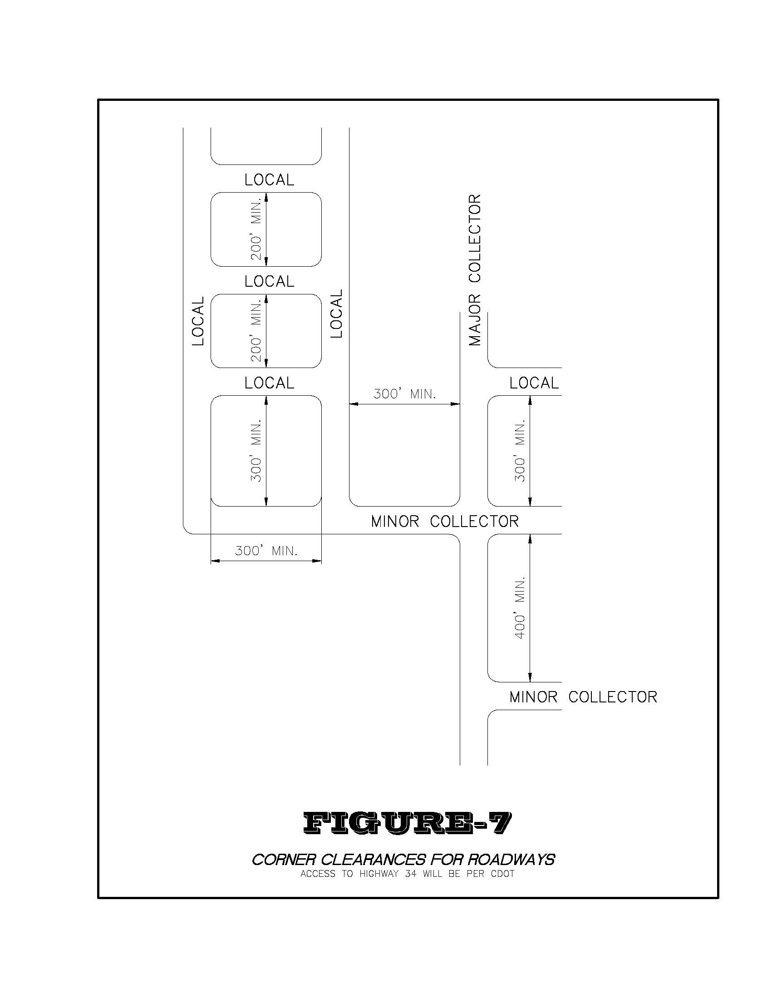 LOCAL
200' MIN.
MAJOR COLLECTOR
LOCAL
LOCAL
LOCAL
200' MIN.
LOCAL
LOCAL
300' MIN.
300' MIN.
300' MIN.
MINOR COLLECTOR
300' MIN.
400' MIN.
MINOR COLLECTOR
FIGURE-7
CORNER CLEARANCES FOR ROADWAYS
ACCESS TO HIGHWAY 34 WILL BE PER CDOT